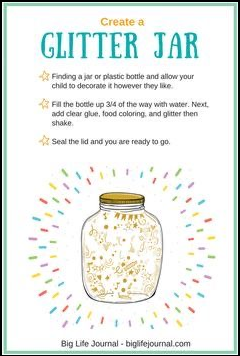 Create a
GLITTER JAR
Finding a jar or plastic bottle and allow your
child to decorate it however they like.
Fill the bottle up 3/4 of the way with water. Next,
add clear glue, food coloring, and glitter then
shake.
Seal the lid and you are ready to go.
Big Life Journal - biglifejournal.com